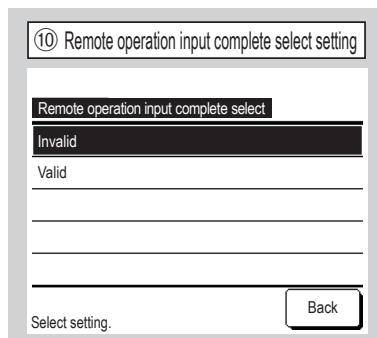 ⑩ Remote operation input complete select setting
Remote operation input complete select
Invalid
Valid
Select setting.
Back